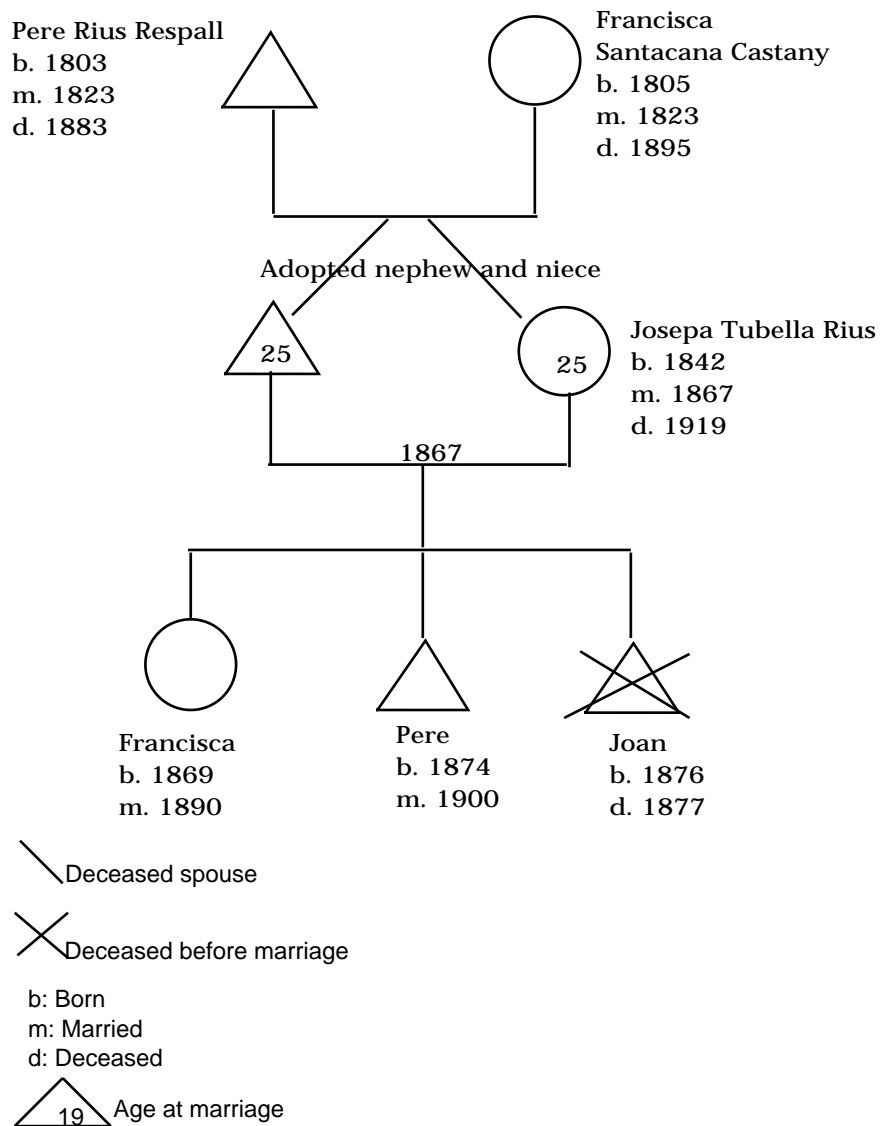 Pere Rius Respall
b. 1803
m. 1823
d. 1883
Francisca
Santacana Castany
b. 1805
m. 1823
d. 1895
Adopted nephew and niece
25
25
Josepa Tubella Rius
b. 1842
m. 1867
d. 1919
1867
Francisca
b. 1869
m. 1890
Pere
b. 1874
m. 1900
Joan
b. 1876
d. 1877
Deceased spouse
Deceased before marriage
b: Born
m: Married
d: Deceased
19 Age at marriage